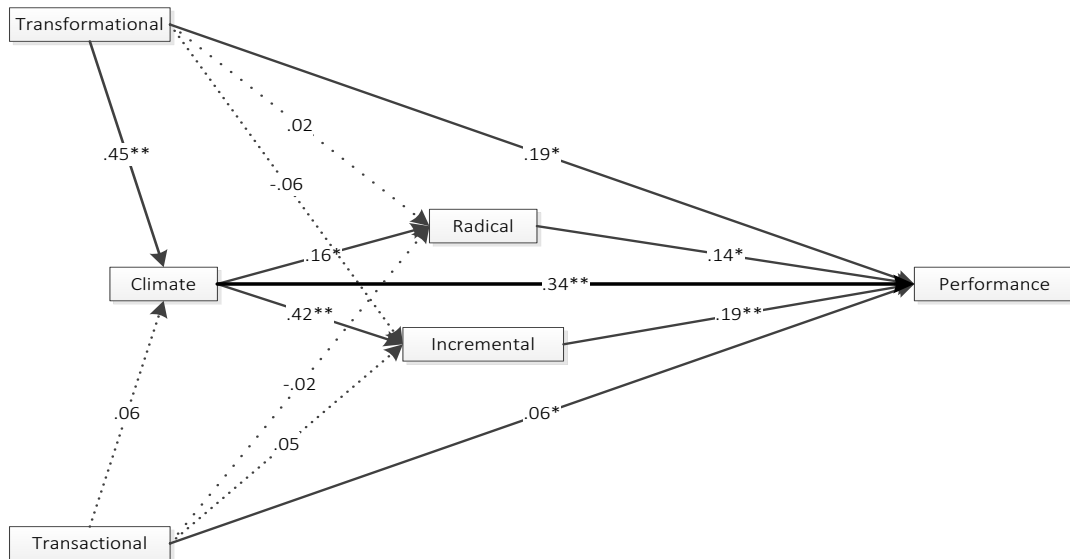 Transformational
.02
.45**
.19*
-.06
Radical
.16*
.14*
Climate
.34**
Performance
.42**
.19**
Incremental
-.02
.06
.06*
.05
Transactional